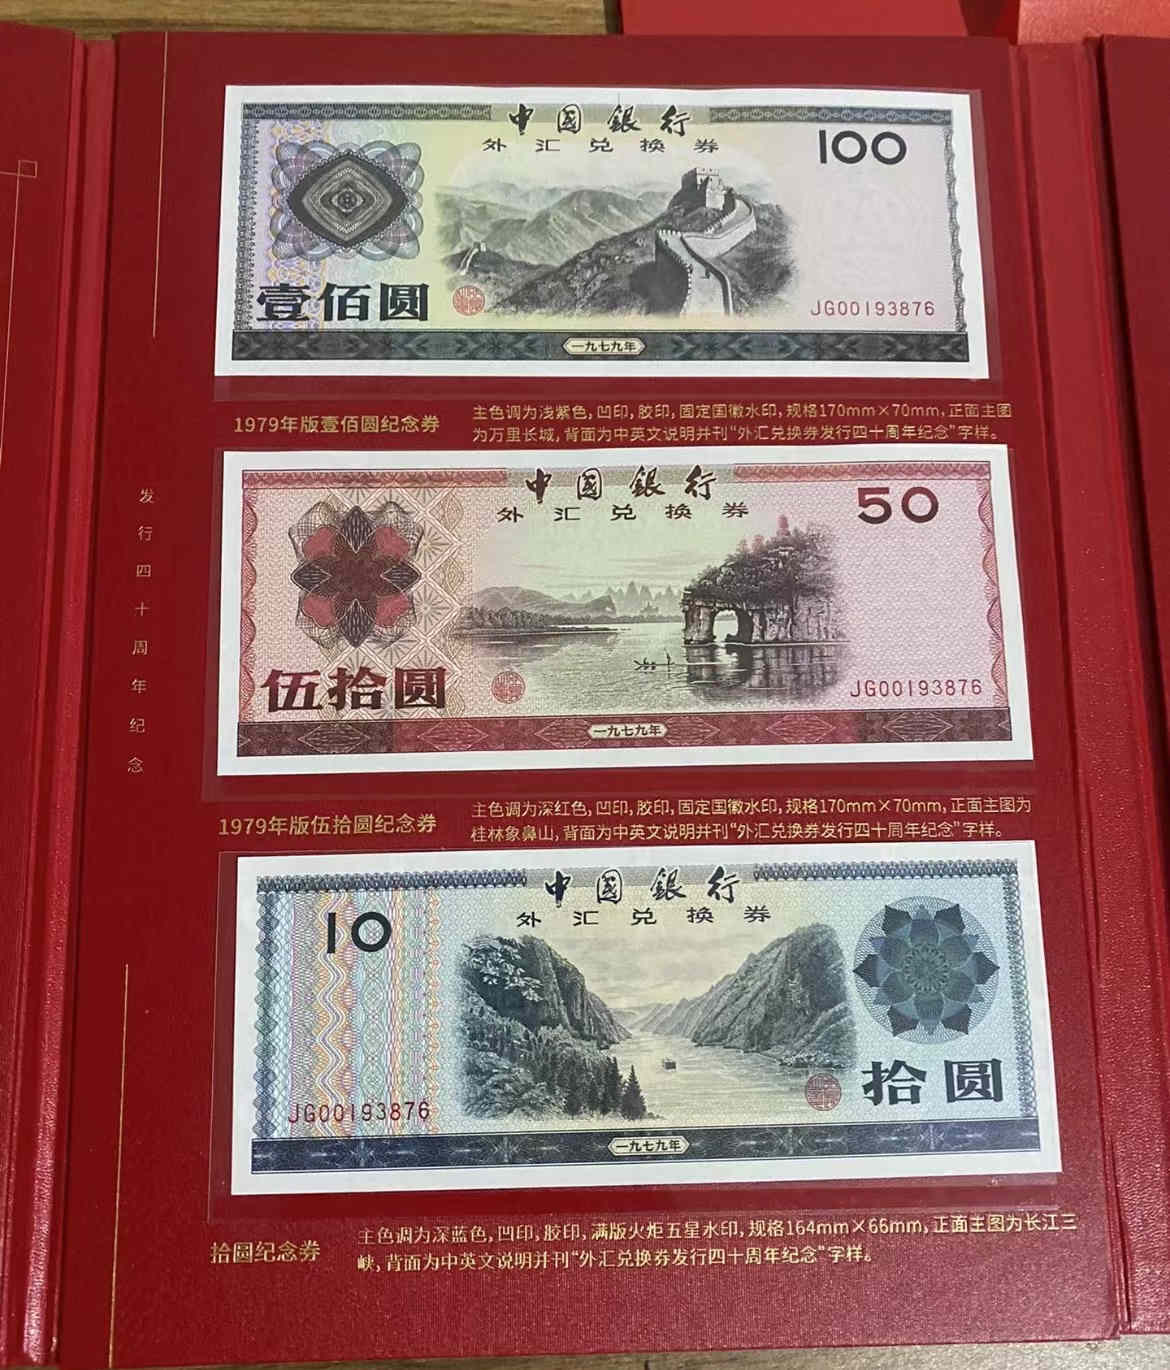 中國銀行
外汇兑换券
100
壹佰圆
JG00193876
一九七九年
1979年版壹佰圆纪念券
主色调为浅紫色,凹印,胶印,固定国徽水印,规格170mm×70mm,正面主图
为万里长城,背面为中英文说明并刊"外汇兑换券发行四十周年纪念"字样。
中國銀行
外汇兑换券
50
伍拾圆
JG00193876
一九七九年
1979年版伍拾圆纪念券
主色调为深红色,凹印,胶印,固定国徽水印,规格170mm×70mm,正面主图为
桂林象鼻山,背面为中英文说明并刊"外汇兑换券发行四十周年纪念"字样。
发行四十周年纪念
中國銀行
外汇兑换券
10
JG00193876
拾圆
一九七九年
拾圆纪念券
主色调为深蓝色,凹印,胶印,满版火炬五星水印,规格164mm×66mm,正面主图为长江三
峡,背面为中英文说明并刊"外汇兑换券发行四十周年纪念"字样。